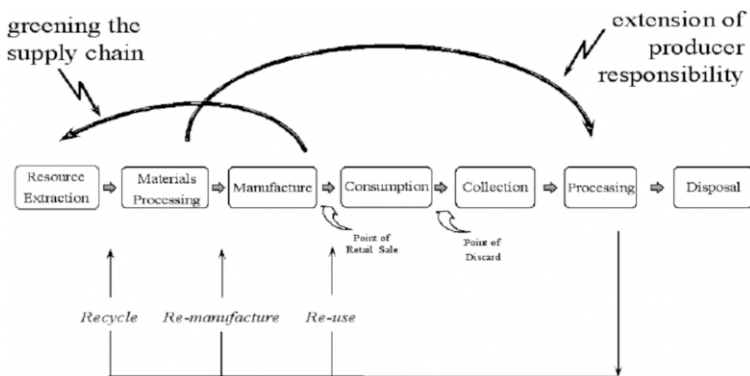 greening the
supply chain
extension of
producer
responsibility
Resource
Extraction
Materials
Processing
Manufacture
Consumption
Collection
Processing
Disposal
Point of
Retail Sale
Point of
Discard
Recycle
Re-manufacture
Re-use